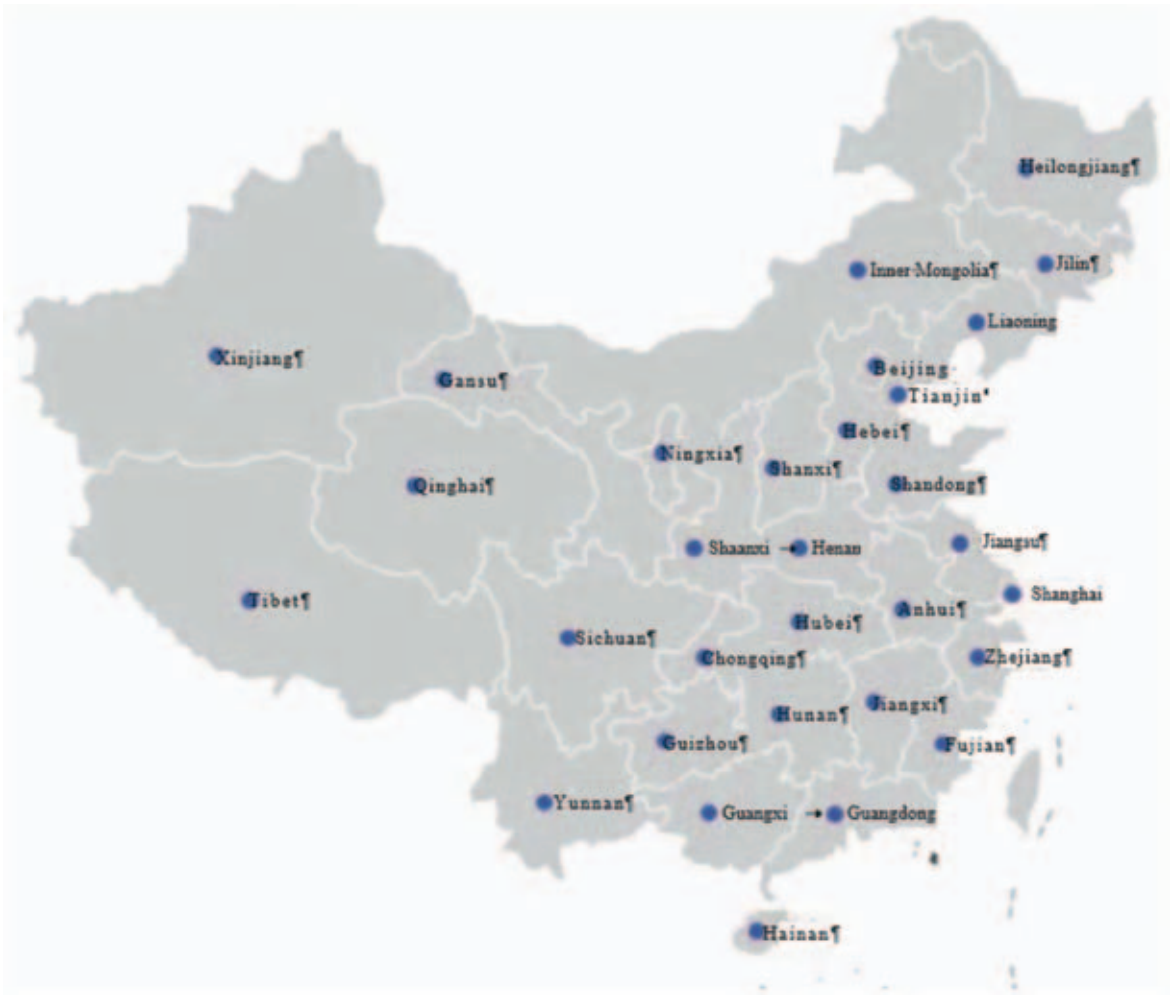 Heilongjiang¶
Inner·Mongolia¶
Jilin¶
Liaoning
Xinjiang¶
Beijing·
Gansu¶
Tianjin
Hebei¶
Ningxia¶
Shanxi¶
Qinghai¶
Shandong¶
Shaanxi → Henan
Jiangsu¶
Shanghai
Tibet¶
Anhui¶
Hubei¶
Sichuan¶
Chongqing¶
Zhejiang¶
Jiangxi¶
Hunan¶
Guizhou¶
Fujian¶
Yunnan¶
Guangxi → Guangdong
Hainan¶